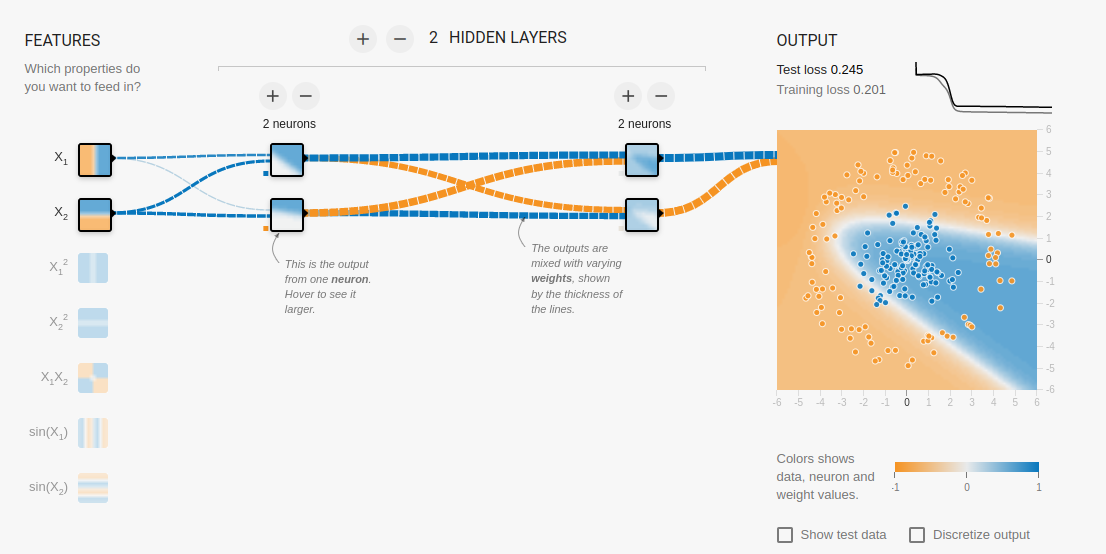 FEATURES
Which properties do
you want to feed in?
+ − 2 HIDDEN LAYERS
+ −
2 neurons
+ −
2 neurons
X1
X2
X1²
X2²
X1X2
sin(X1)
sin(X2)
This is the output
from one neuron.
Hover to see it
larger.
The outputs are
mixed with varying
weights, shown
by the thickness of
the lines.
OUTPUT
Test loss 0.245
Training loss 0.201
6
5
4
3
2
1
0
-1
-2
-3
-4
-5
-6
-6 -5 -4 -3 -2 -1 0 1 2 3 4 5 6
Colors shows
data, neuron and
weight values.
-1 0 1
Show test data Discretize output